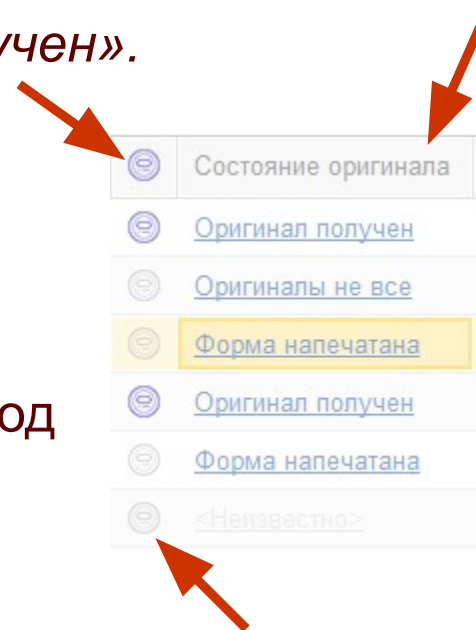 учен».
Состояние оригинала
Оригинал получен
Оригиналы не все
Форма напечатана
Оригинал получен
од
Форма напечатана
<Неизвестно>